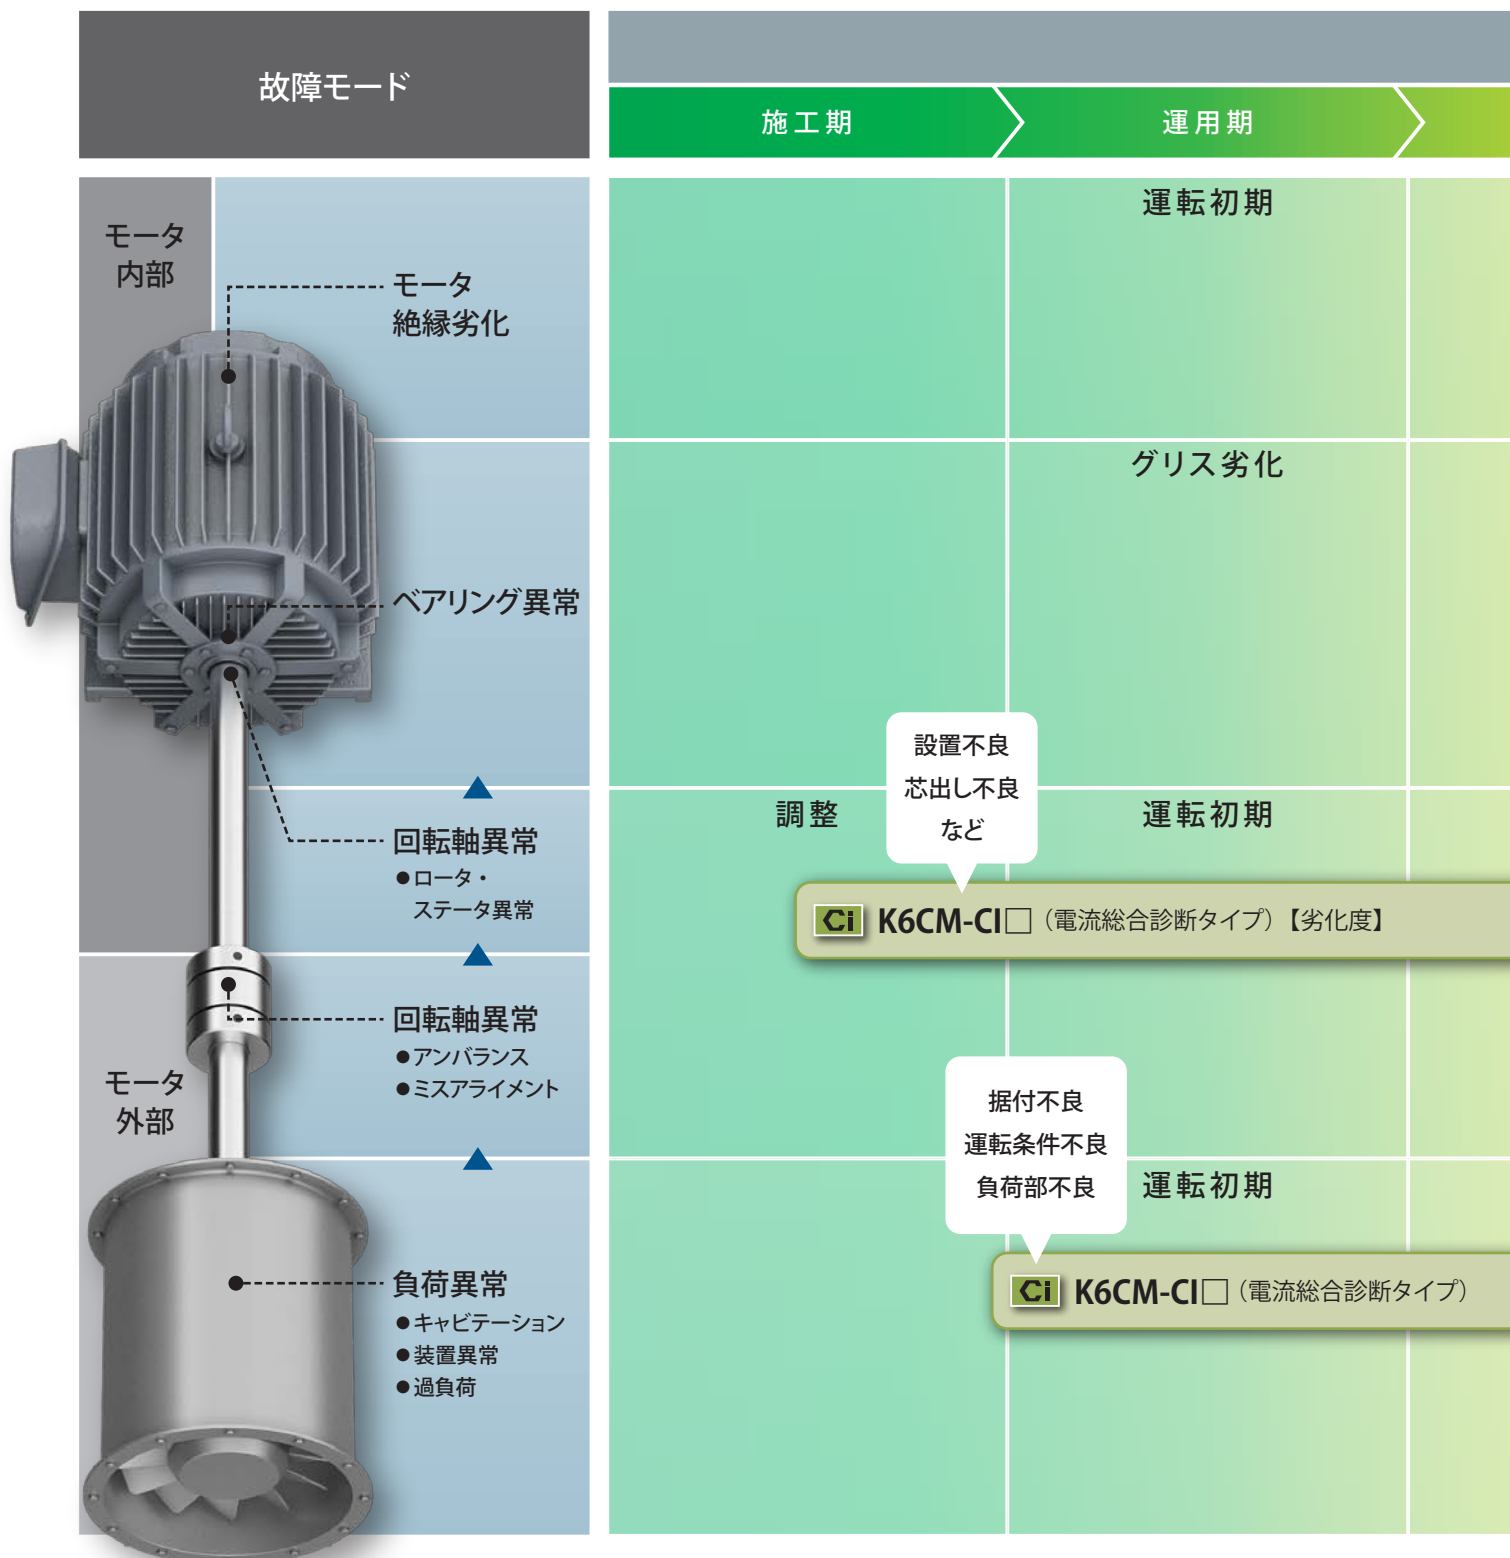 故障モード
施工期
運用期
モータ
内部
モータ
絶縁劣化
運転初期
ベアリング異常
グリス劣化
回転軸異常
●ロータ・
ステータ異常
調整
設置不良
芯出し不良
など
運転初期
Ci K6CM-CI□（電流総合診断タイプ）【劣化度】
モータ
外部
回転軸異常
●アンバランス
●ミスアライメント
負荷異常
●キャビテーション
●装置異常
●過負荷
据付不良
運転条件不良
負荷部不良
運転初期
Ci K6CM-CI□（電流総合診断タイプ）